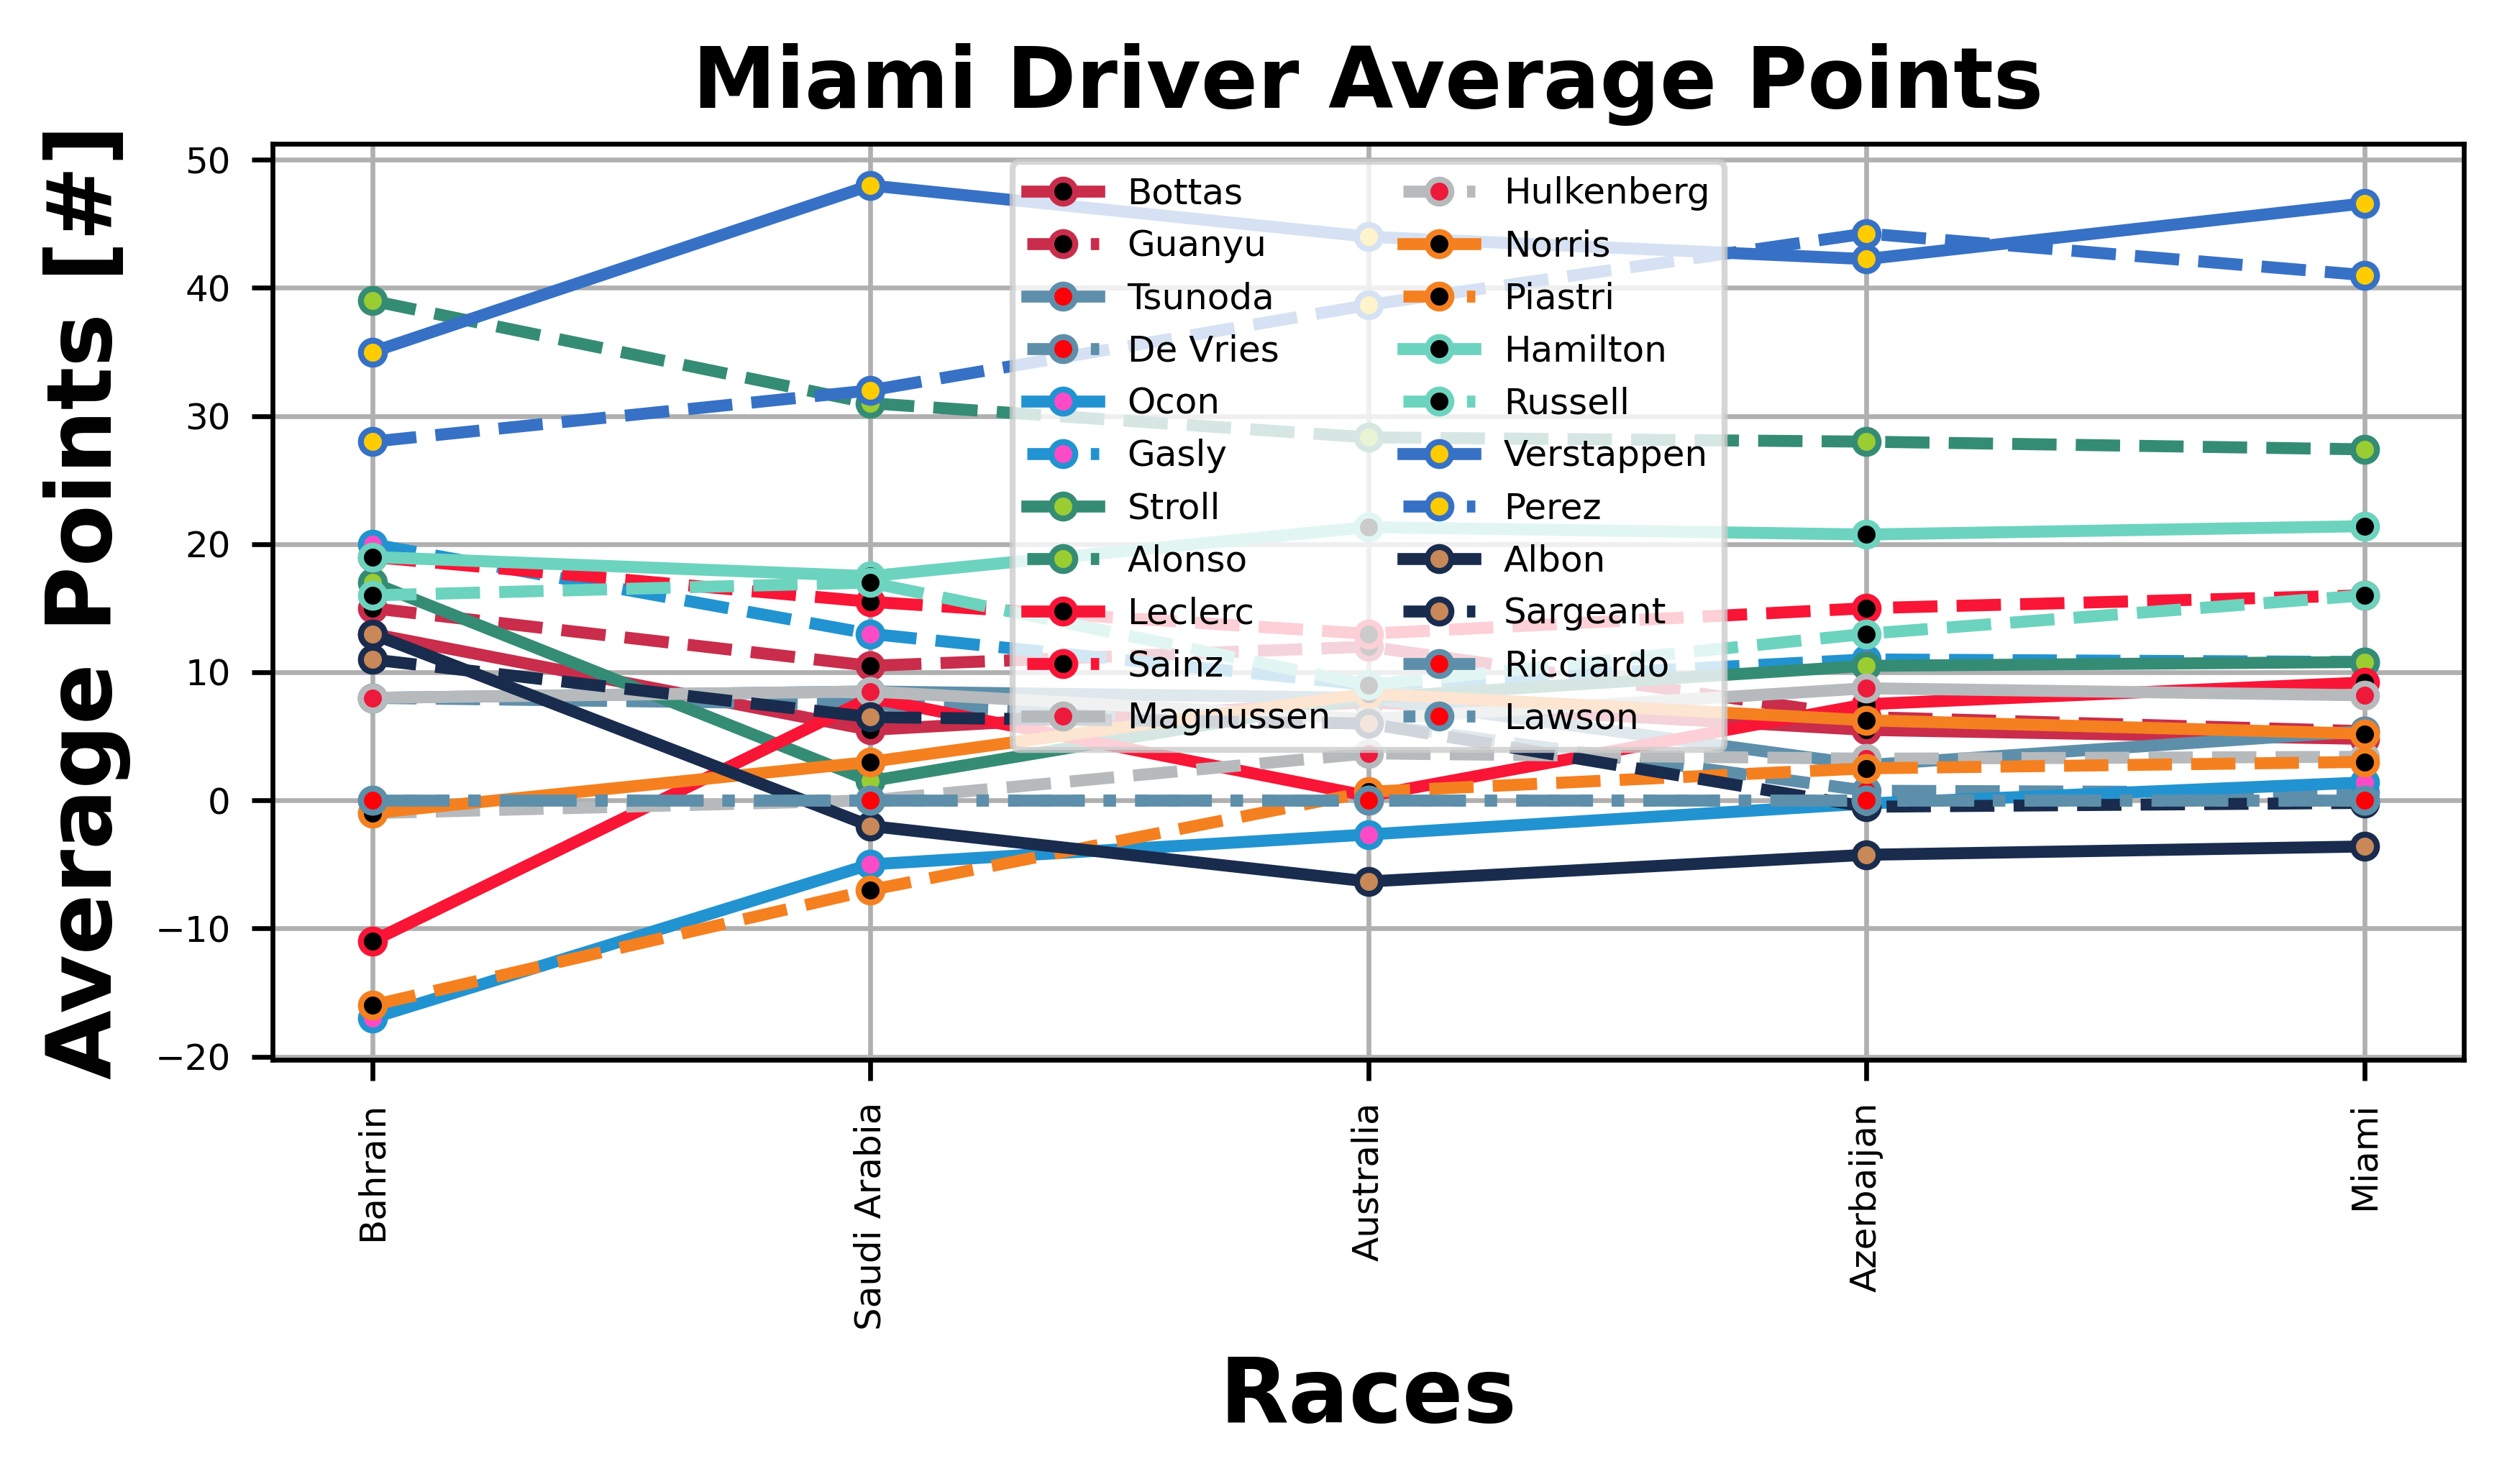 Miami Driver Average Points
Average Points [#]
50
40
30
20
10
0
−10
−20
Bottas
Guanyu
Tsunoda
De Vries
Ocon
Gasly
Stroll
Alonso
Leclerc
Sainz
Magnussen
Hulkenberg
Norris
Piastri
Hamilton
Russell
Verstappen
Perez
Albon
Sargeant
Ricciardo
Lawson
Bahrain
Saudi Arabia
Australia
Azerbaijan
Miami
Races